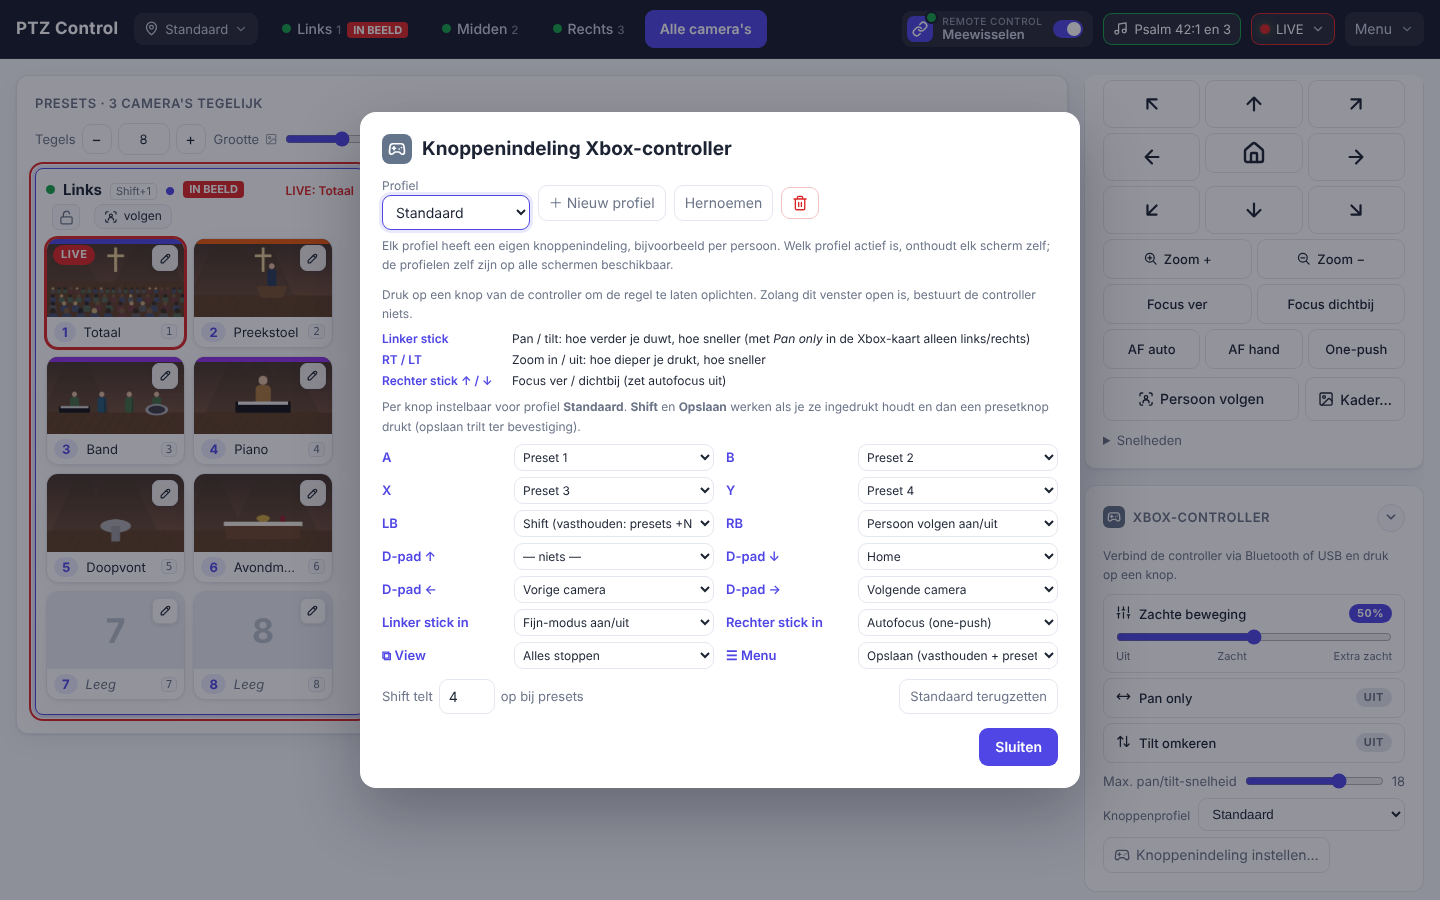 PTZ Control
Standaard
Links 1 IN BEELD
Midden 2
Rechts 3
Alle camera's
REMOTE CONTROL
Meewisselen
Psalm 42:1 en 3
LIVE
Menu
PRESETS · 3 CAMERA'S TEGELIJK
Tegels − 8 + Grootte
Links Shift+1 IN BEELD LIVE: Totaal
volgen
LIVE
1 Totaal 1
2 Preekstoel 2
3 Band 3
4 Piano 4
5 Doopvont 5
6 Avondm... 6
7
8
7 Leeg 7
8 Leeg 8
Knoppenindeling Xbox-controller
Profiel
Standaard
+ Nieuw profiel
Hernoemen
Elk profiel heeft een eigen knoppenindeling, bijvoorbeeld per persoon. Welk profiel actief is, onthoudt elk scherm zelf;
de profielen zelf zijn op alle schermen beschikbaar.
Druk op een knop van de controller om de regel te laten oplichten. Zolang dit venster open is, bestuurt de controller
niets.
Linker stick Pan / tilt: hoe verder je duwt, hoe sneller (met Pan only in de Xbox-kaart alleen links/rechts)
RT / LT Zoom in / uit: hoe dieper je drukt, hoe sneller
Rechter stick ↑ / ↓ Focus ver / dichtbij (zet autofocus uit)
Per knop instelbaar voor profiel Standaard. Shift en Opslaan werken als je ze ingedrukt houdt en dan een presetknop
drukt (opslaan trilt ter bevestiging).
A Preset 1 B Preset 2
X Preset 3 Y Preset 4
LB Shift (vasthouden: presets +N RB Persoon volgen aan/uit
D-pad ↑ — niets — D-pad ↓ Home
D-pad ← Vorige camera D-pad → Volgende camera
Linker stick in Fijn-modus aan/uit Rechter stick in Autofocus (one-push)
⧉ View Alles stoppen ☰ Menu Opslaan (vasthouden + preset
Shift telt 4 op bij presets Standaard terugzetten
Sluiten
↖ ↑ ↗
← →
↙ ↓ ↘
Zoom + Zoom −
Focus ver Focus dichtbij
AF auto AF hand One-push
Persoon volgen Kader...
Snelheden
XBOX-CONTROLLER
Verbind de controller via Bluetooth of USB en druk
op een knop.
Zachte beweging 50%
Uit Zacht Extra zacht
Pan only UIT
Tilt omkeren UIT
Max. pan/tilt-snelheid 18
Knoppenprofiel Standaard
Knoppenindeling instellen...